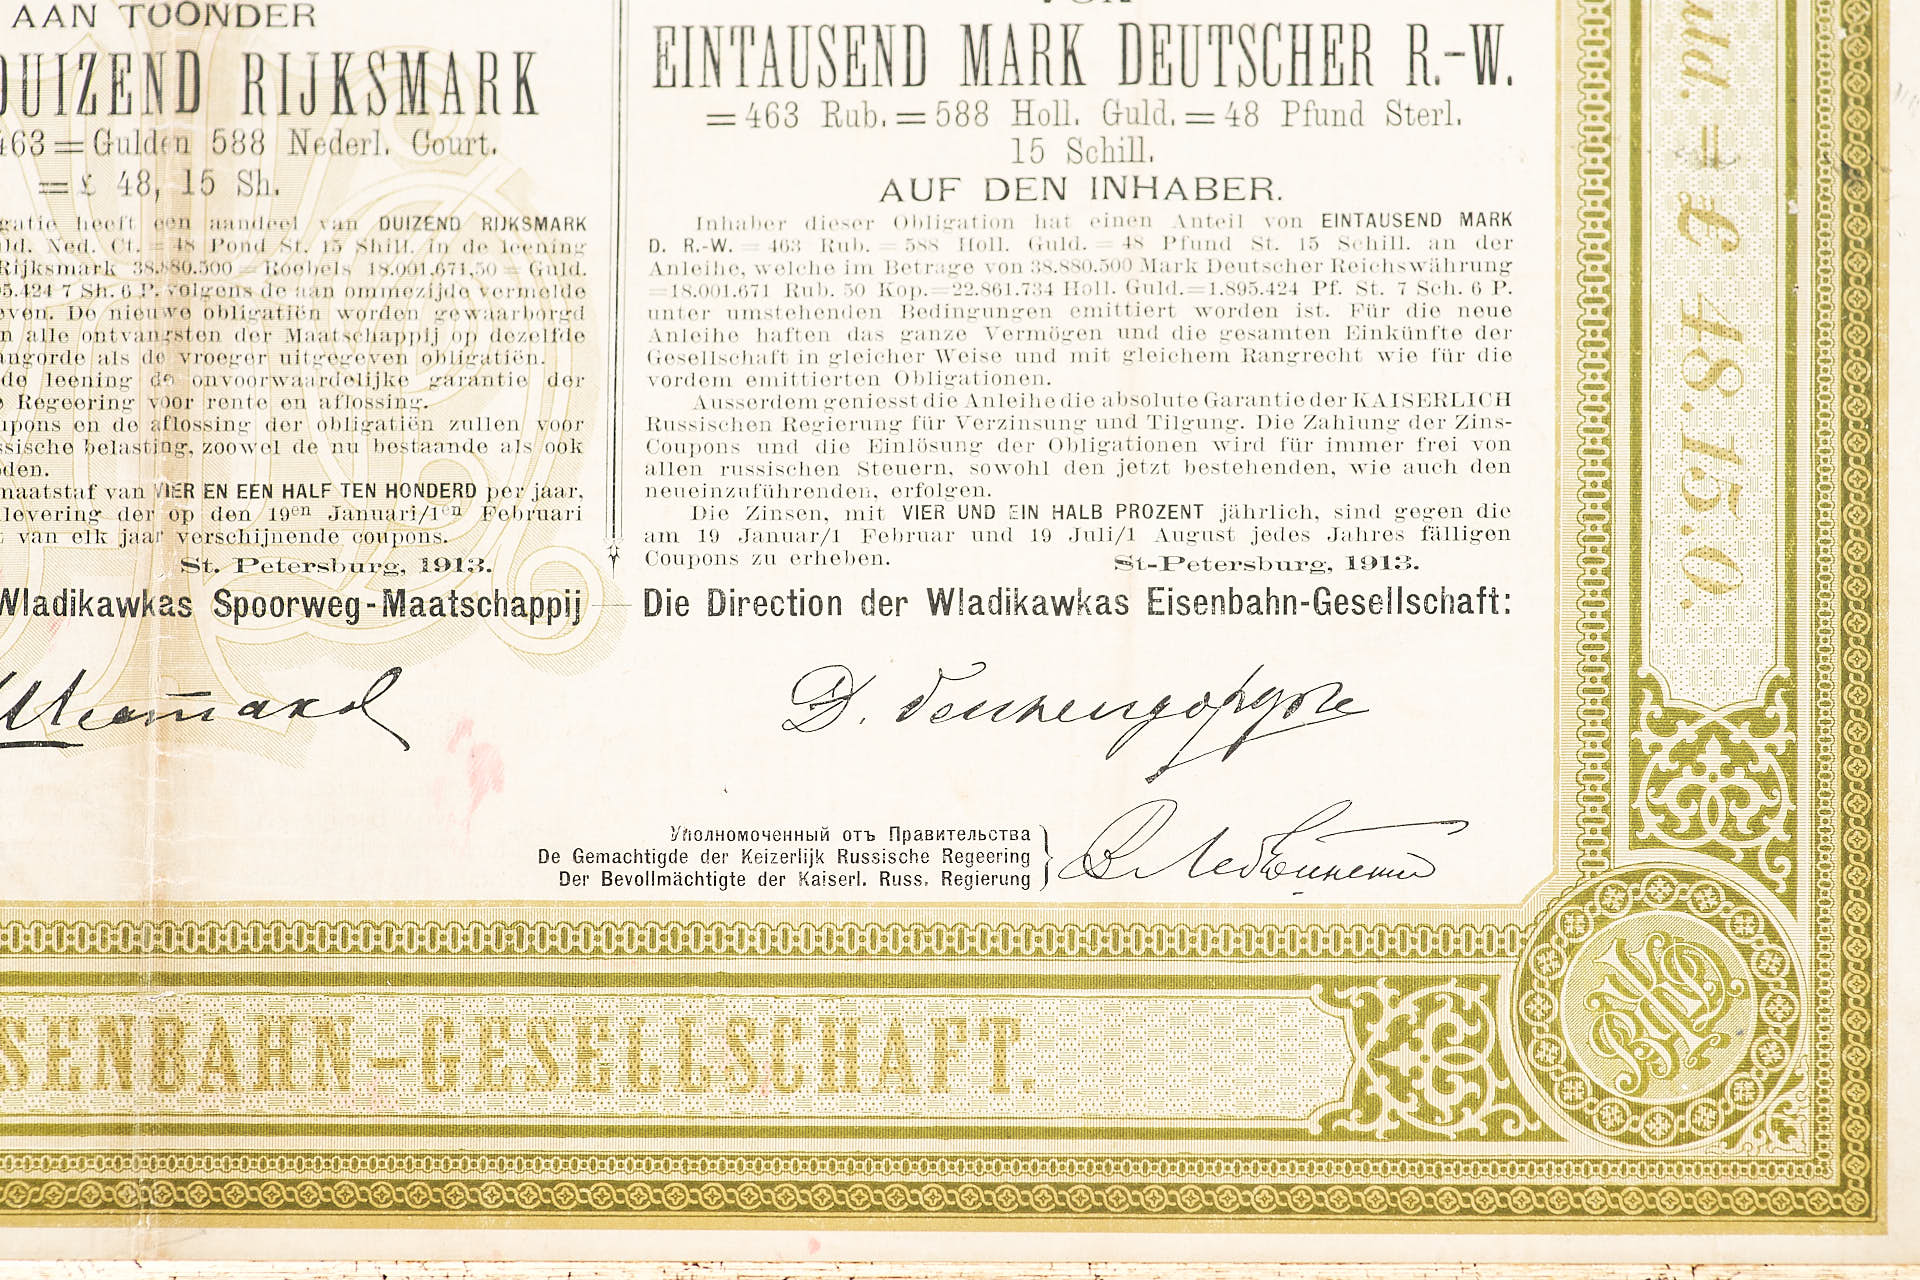 AAN TOONDER
DUIZEND RIJKSMARK
463 = Gulden 588 Nederl. Court.
= £ 48, 15 Sh.
heeft een aandeel van DUIZEND RIJKSMARK
Ned. Ct. = 48 Pond St. 15 Shill. in de leening
Rijksmark 38.880.500 = Roebels 18.001.671,50 = Guld.
7 Sh. 6 P. volgens de aan ommezijde vermelde
De nieuwe obligatiën worden gewaarborgd
alle ontvangsten der Maatschappij op dezelfde
als de vroeger uitgegeven obligatiën.
de leening de onvoorwaardelijke garantie der
Regeering voor rente en aflossing.
en de aflossing der obligatiën zullen voor
belasting, zoowel de nu bestaande als ook
maatstaf van VIER EN EEN HALF TEN HONDERD per jaar,
der op den 19en Januari/1en Februari
van elk jaar verschijnende coupons.
St. Petersburg, 1913.
Wladikawkas Spoorweg-Maatschappij
EINTAUSEND MARK DEUTSCHER R.-W.
= 463 Rub. = 588 Holl. Guld. = 48 Pfund Sterl.
15 Schill.
AUF DEN INHABER.
Inhaber dieser Obligation hat einen Anteil von EINTAUSEND MARK
D. R.-W. = 463 Rub. = 588 Holl. Guld. = 48 Pfund St. 15 Schill. an der
Anleihe, welche im Betrage von 38.880.500 Mark Deutscher Reichswährung
=18.001.671 Rub. 50 Kop.=22.861.734 Holl. Guld.=1.895.424 Pf. St. 7 Sch. 6 P.
unter umstehenden Bedingungen emittiert worden ist. Für die neue
Anleihe haften das ganze Vermögen und die gesamten Einkünfte der
Gesellschaft in gleicher Weise und mit gleichem Rangrecht wie für die
vordem emittierten Obligationen.
Ausserdem geniesst die Anleihe die absolute Garantie der KAISERLICH
Russischen Regierung für Verzinsung und Tilgung. Die Zahlung der Zins-
Coupons und die Einlösung der Obligationen wird für immer frei von
allen russischen Steuern, sowohl den jetzt bestehenden, wie auch den
neueinzuführenden, erfolgen.
Die Zinsen, mit VIER UND EIN HALB PROZENT jährlich, sind gegen die
am 19 Januar/1 Februar und 19 Juli/1 August jedes Jahres fälligen
Coupons zu erheben.
St-Petersburg, 1913.
Die Direction der Wladikawkas Eisenbahn-Gesellschaft:
Уполномоченный отъ Правительства
De Gemachtigde der Keizerlijk Russische Regeering
Der Bevollmächtigte der Kaiserl. Russ. Regierung
SENBAHN-GESELLSCHAFT.
uld. = £ 48.15.0.